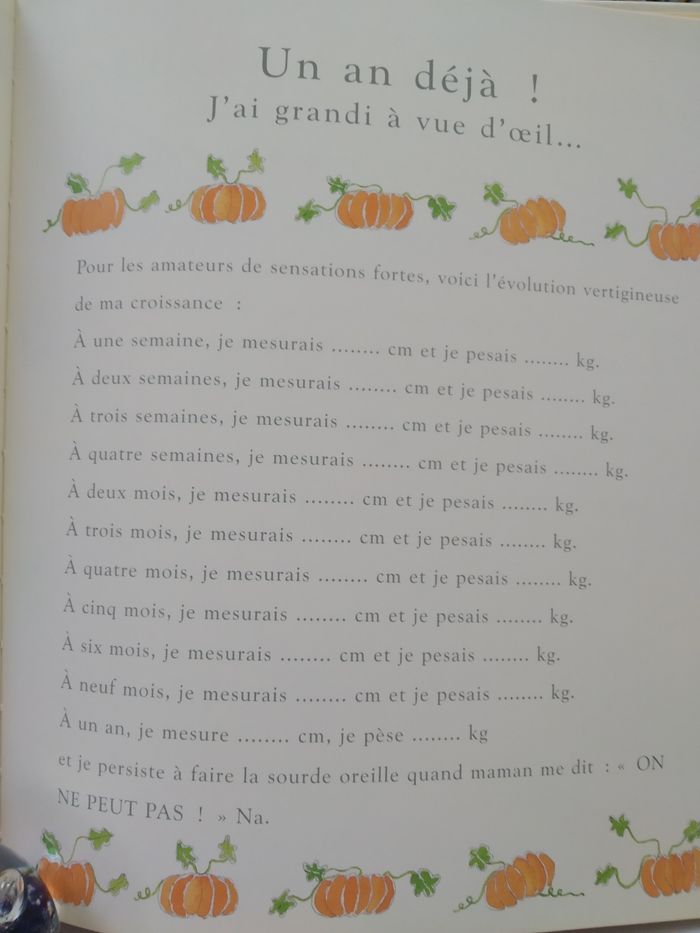 Un an déjà !
J'ai grandi à vue d'œil...
Pour les amateurs de sensations fortes, voici l'évolution vertigineuse
de ma croissance :
À une semaine, je mesurais ........ cm et je pesais ........ kg.
À deux semaines, je mesurais ........ cm et je pesais ........ kg.
À trois semaines, je mesurais ........ cm et je pesais ........ kg.
À quatre semaines, je mesurais ........ cm et je pesais ........ kg.
À deux mois, je mesurais ........ cm et je pesais ........ kg.
À trois mois, je mesurais ........ cm et je pesais ........ kg.
À quatre mois, je mesurais ........ cm et je pesais ........ kg.
À cinq mois, je mesurais ........ cm et je pesais ........ kg.
À six mois, je mesurais ........ cm et je pesais ........ kg.
À neuf mois, je mesurais ........ cm et je pesais ........ kg.
À un an, je mesure ........ cm, je pèse ........ kg
et je persiste à faire la sourde oreille quand maman me dit : « ON
NE PEUT PAS ! » Na.